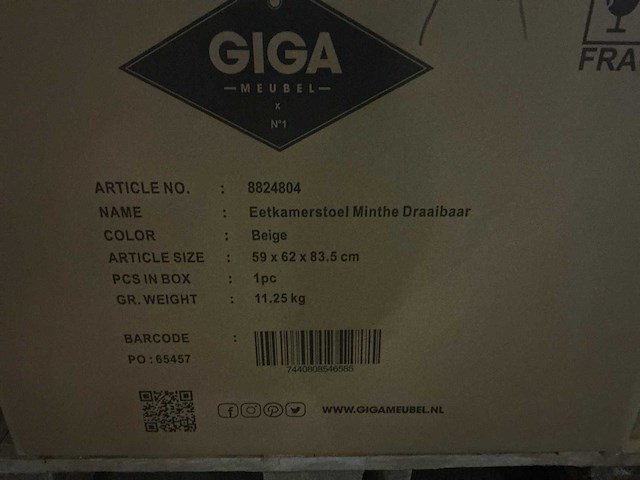 GIGA
MEUBEL
x
N°1
FRA
ARTICLE NO. : 8824804
NAME : Eetkamerstoel Minthe Draaibaar
COLOR : Beige
ARTICLE SIZE : 59 x 62 x 83.5 cm
PCS IN BOX : 1pc
GR. WEIGHT : 11.25 kg
BARCODE :
PO : 65457
7440808546585
WWW.GIGAMEUBEL.NL